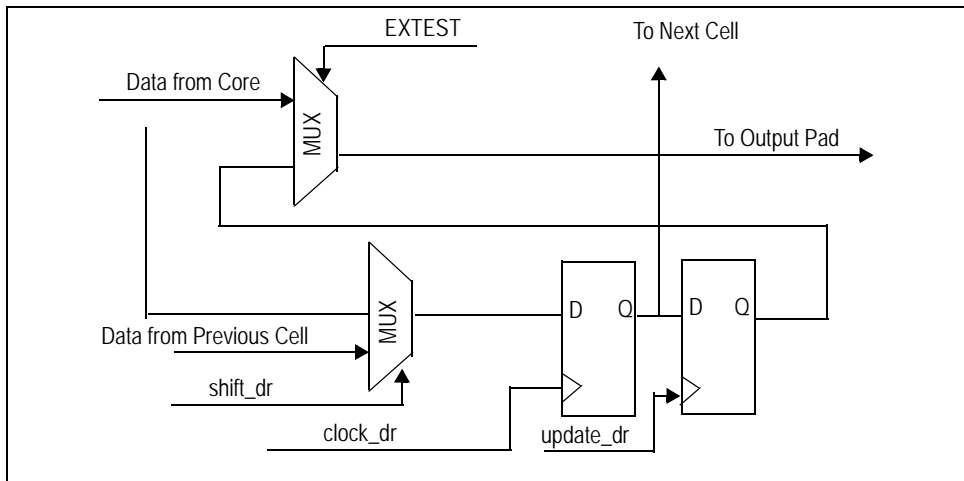 EXTEST
To Next Cell
Data from Core
MUX
To Output Pad
MUX
D Q
D Q
Data from Previous Cell
shift_dr
clock_dr
update_dr